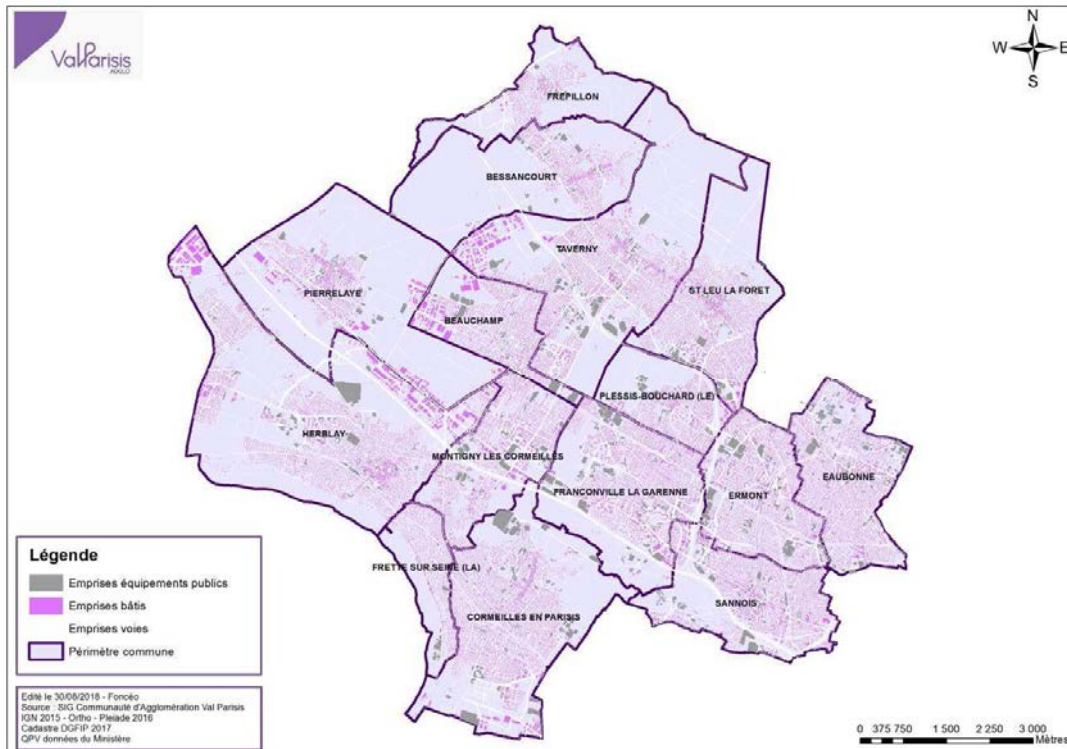 ValParisis
AGGLO
N
W E
S
FREPILLON
BESSANCOURT
TAVERNY
ST LEU LA FORET
PIERRELAYE
BEAUCHAMP
PLESSIS-BOUCHARD (LE)
HERBLAY
MONTIGNY LES CORMEILLES
EAUBONNE
FRANCONVILLE LA GARENNE
ERMONT
FRETTE SUR SEINE (LA)
SANNOIS
CORMEILLES EN PARISIS
Légende
Emprises équipements publics
Emprises bâtis
Emprises voies
Périmètre commune
Edité le 30/08/2018 - Foncéo
Source : SIG Communauté d'Agglomération Val Parisis
IGN 2015 - Ortho - Pleiade 2016
Cadastre DGFIP 2017
QPV données du Ministère
0 375 750 1 500 2 250 3 000
Mètres